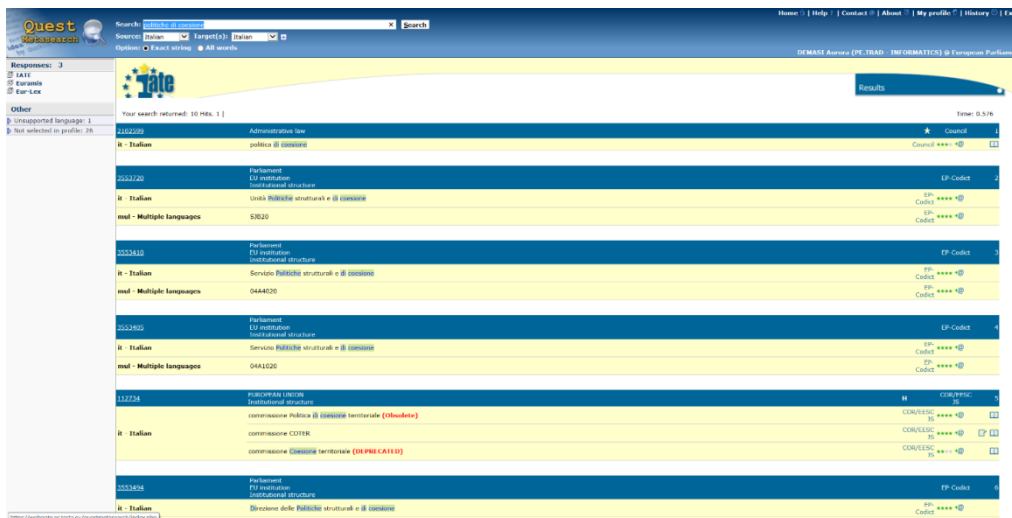 Home | Help | Contact | About | My profile | History | Ex
Quest
Metasearch
Search: politiche di coesione × Search
Source: Italian Target(s): Italian
Option: Exact string All words
DEMASI Aurora (PE.TRAD - INFORMATICS) @ European Parliame
Responses: 3
IATE
Euramis
Eur-Lex
Other
Unsupported language: 1
Not selected in profile: 26
Iate
Results
Your search returned: 10 Hits. 1 |
Time: 0.576
2102599 Administrative law Council 1
it - Italian politica di coesione Council
3553720 Parliament EP-Codict 2
EU institution
Institutional structure
it - Italian Unità Politiche strutturali e di coesione EP-Codict
mul - Multiple languages SJB20 EP-Codict
3553410 Parliament EP-Codict 3
EU institution
Institutional structure
it - Italian Servizio Politiche strutturali e di coesione EP-Codict
mul - Multiple languages 04A4020 EP-Codict
3553405 Parliament EP-Codict 4
EU institution
Institutional structure
it - Italian Servizio Politiche strutturali e di coesione EP-Codict
mul - Multiple languages 04A1020 EP-Codict
112734 EUROPEAN UNION H COR/EESC JS 5
Institutional structure
commissione Politica di coesione territoriale (Obsolete) COR/EESC JS
it - Italian commissione COTER COR/EESC JS
commissione Coesione territoriale (DEPRECATED) COR/EESC JS
3553494 Parliament EP-Codict 6
EU institution
Institutional structure
it - Italian Direzione delle Politiche strutturali e di coesione EP-Codict